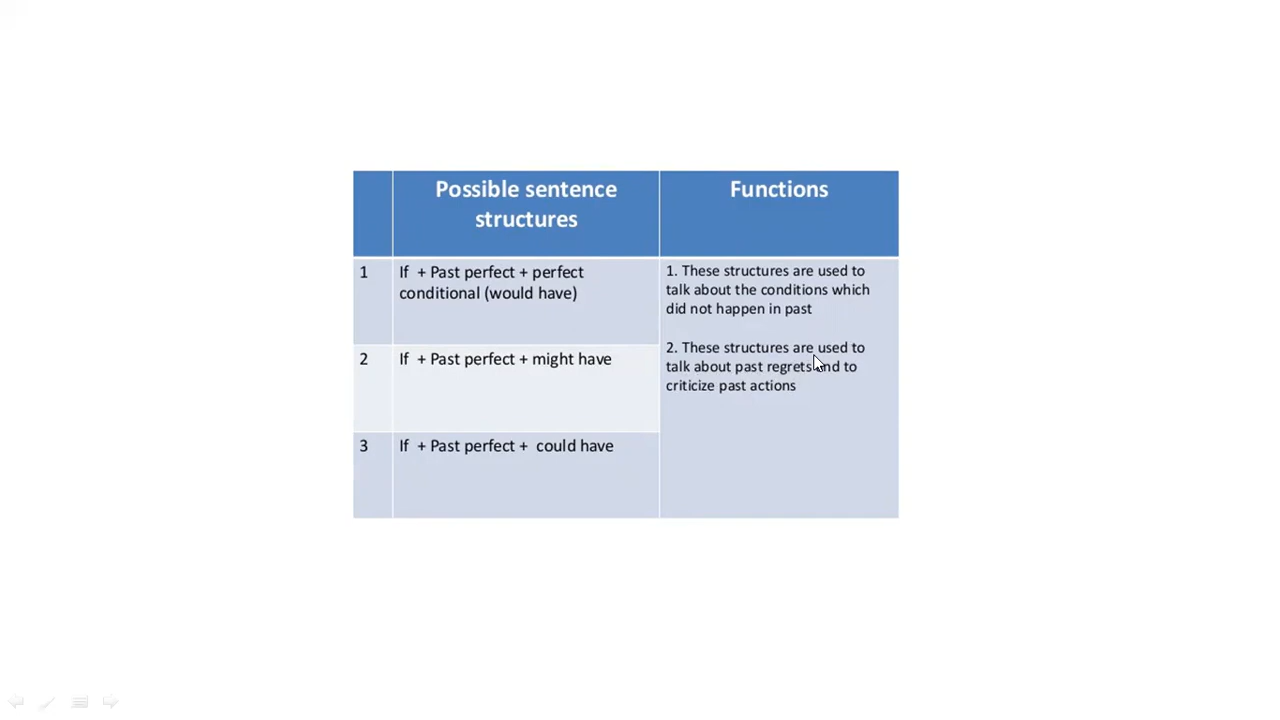 Possible sentence
structures
Functions
1
If + Past perfect + perfect
conditional (would have)
1. These structures are used to
talk about the conditions which
did not happen in past
2
If + Past perfect + might have
2. These structures are used to
talk about past regrets and to
criticize past actions
3
If + Past perfect + could have